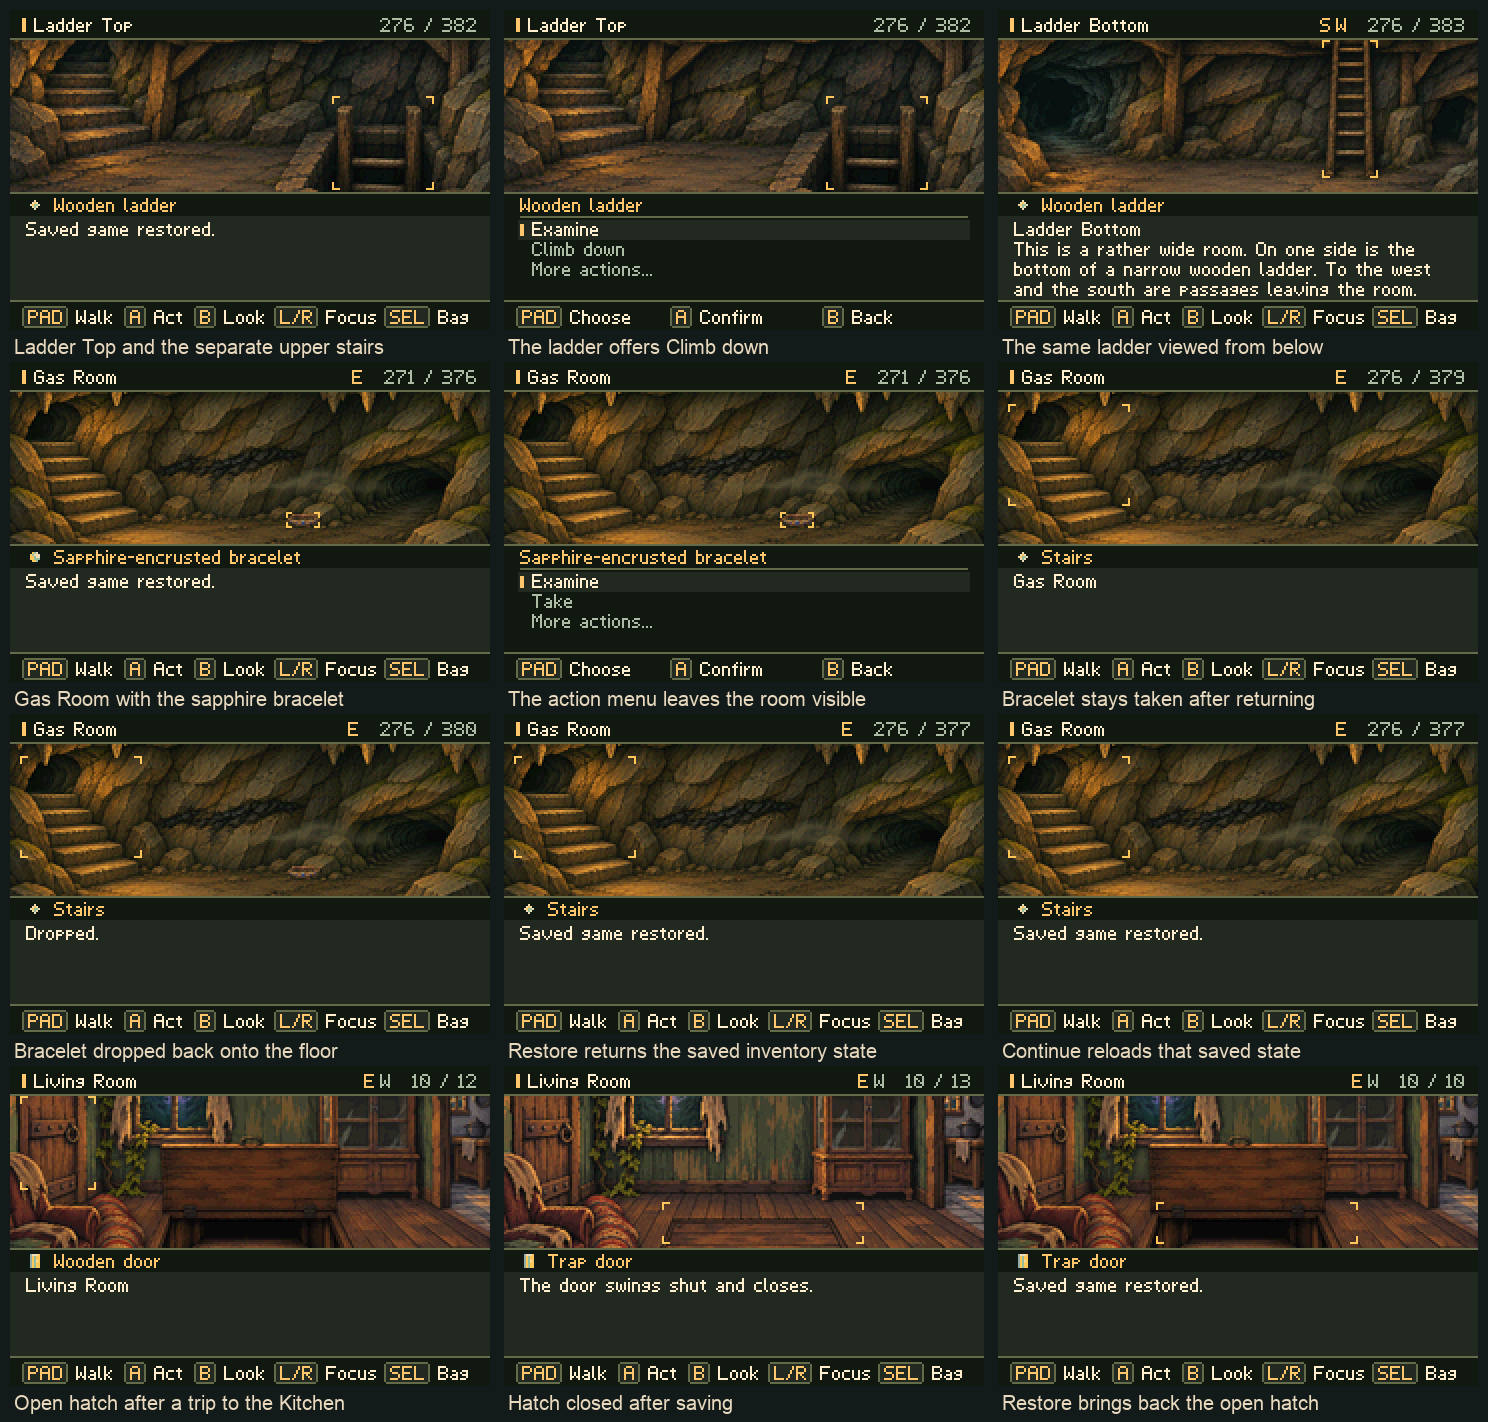 Ladder Top 276 / 382
Wooden ladder
Saved game restored.
PAD Walk A Act B Look L/R Focus SEL Bag
Ladder Top and the separate upper stairs
Ladder Top 276 / 382
Wooden ladder
Examine
Climb down
More actions...
PAD Choose A Confirm B Back
The ladder offers Climb down
Ladder Bottom S W 276 / 383
Wooden ladder
Ladder Bottom
This is a rather wide room. On one side is the
bottom of a narrow wooden ladder. To the west
and the south are passages leaving the room.
PAD Walk A Act B Look L/R Focus SEL Bag
The same ladder viewed from below
Gas Room E 271 / 376
Sapphire-encrusted bracelet
Saved game restored.
PAD Walk A Act B Look L/R Focus SEL Bag
Gas Room with the sapphire bracelet
Gas Room E 271 / 376
Sapphire-encrusted bracelet
Examine
Take
More actions...
PAD Choose A Confirm B Back
The action menu leaves the room visible
Gas Room E 276 / 379
Stairs
Gas Room
PAD Walk A Act B Look L/R Focus SEL Bag
Bracelet stays taken after returning
Gas Room E 276 / 380
Stairs
Dropped.
PAD Walk A Act B Look L/R Focus SEL Bag
Bracelet dropped back onto the floor
Gas Room E 276 / 377
Stairs
Saved game restored.
PAD Walk A Act B Look L/R Focus SEL Bag
Restore returns the saved inventory state
Gas Room E 276 / 377
Stairs
Saved game restored.
PAD Walk A Act B Look L/R Focus SEL Bag
Continue reloads that saved state
Living Room E W 10 / 12
Wooden door
Living Room
PAD Walk A Act B Look L/R Focus SEL Bag
Open hatch after a trip to the Kitchen
Living Room E W 10 / 13
Trap door
The door swings shut and closes.
PAD Walk A Act B Look L/R Focus SEL Bag
Hatch closed after saving
Living Room E W 10 / 10
Trap door
Saved game restored.
PAD Walk A Act B Look L/R Focus SEL Bag
Restore brings back the open hatch